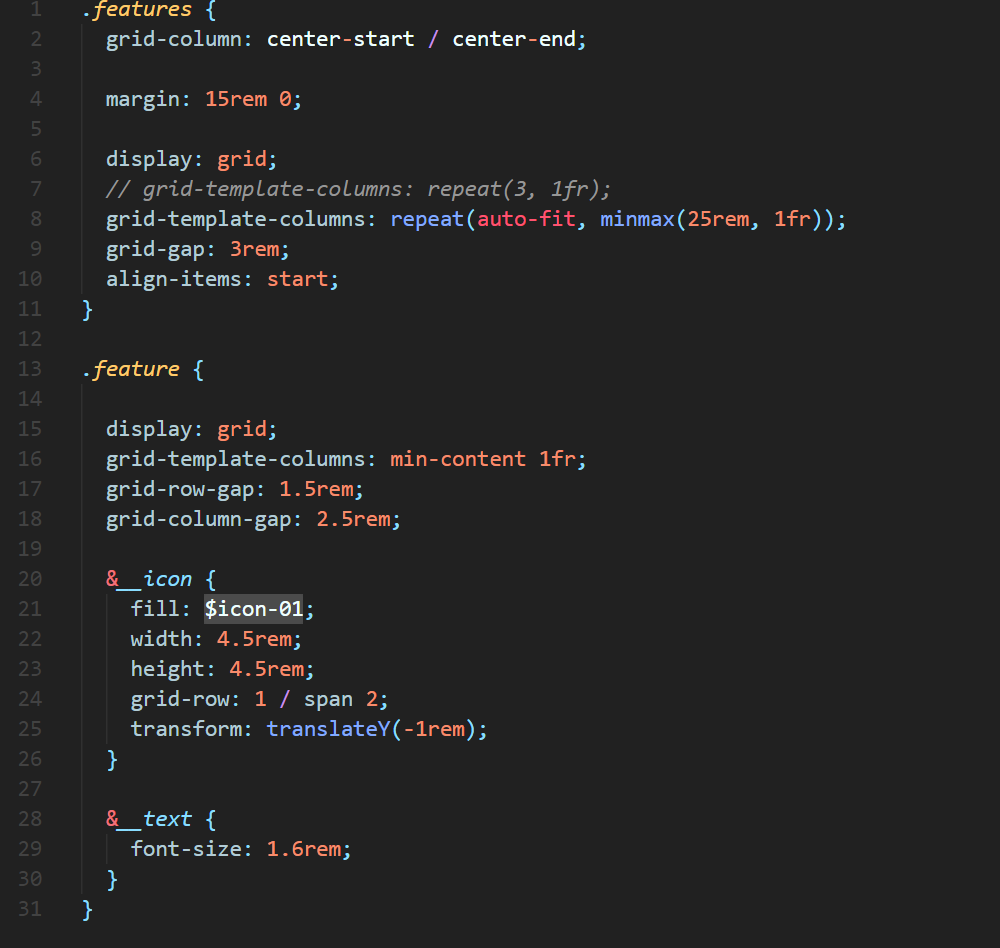 1 .features {
2 grid-column: center-start / center-end;
3
4 margin: 15rem 0;
5
6 display: grid;
7 // grid-template-columns: repeat(3, 1fr);
8 grid-template-columns: repeat(auto-fit, minmax(25rem, 1fr));
9 grid-gap: 3rem;
10 align-items: start;
11 }
12
13 .feature {
14
15 display: grid;
16 grid-template-columns: min-content 1fr;
17 grid-row-gap: 1.5rem;
18 grid-column-gap: 2.5rem;
19
20 &__icon {
21 fill: $icon-01;
22 width: 4.5rem;
23 height: 4.5rem;
24 grid-row: 1 / span 2;
25 transform: translateY(-1rem);
26 }
27
28 &__text {
29 font-size: 1.6rem;
30 }
31 }